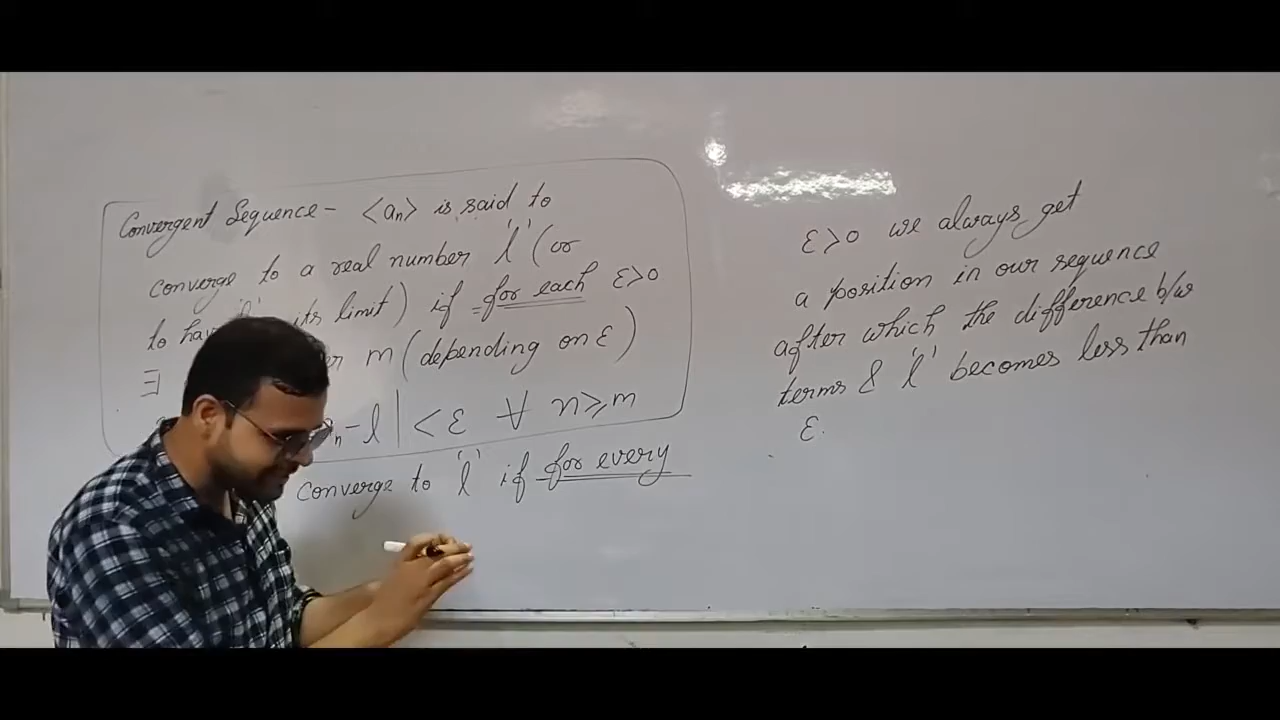 Convergent Sequence - <aₙ> is said to
converge to a real number 'l' (or
to its limit) if for each ε>0
∃ m (depending on ε)
-l| < ε ∀ n≥m
converge to 'l' if for every
ε>0 we always get
a position in our sequence
after which the difference b/w
terms & 'l' becomes less than
ε.